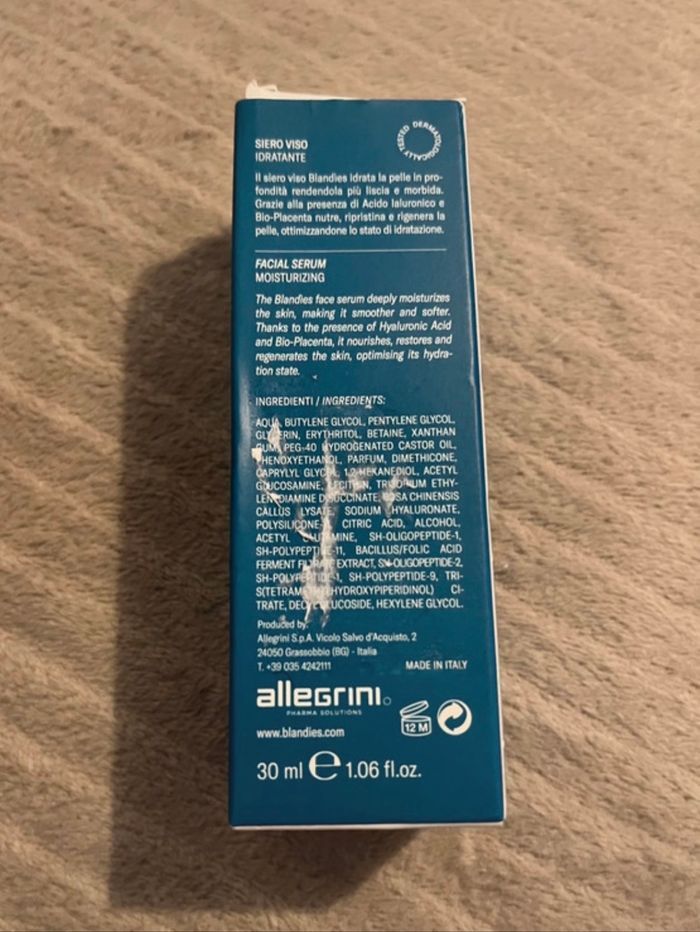 SIERO VISO
IDRATANTE
DERMATOLOGICALLY TESTED
Il siero viso Blandies idrata la pelle in pro-
fondità rendendola più liscia e morbida.
Grazie alla presenza di Acido Ialuronico e
Bio-Placenta nutre, ripristina e rigenera la
pelle, ottimizzandone lo stato di idratazione.
FACIAL SERUM
MOISTURIZING
The Blandies face serum deeply moisturizes
the skin, making it smoother and softer.
Thanks to the presence of Hyaluronic Acid
and Bio-Placenta, it nourishes, restores and
regenerates the skin, optimising its hydra-
tion state.
INGREDIENTI / INGREDIENTS:
AQUA, BUTYLENE GLYCOL, PENTYLENE GLYCOL,
GLYCERIN, ERYTHRITOL, BETAINE, XANTHAN
GUM, PEG-40 HYDROGENATED CASTOR OIL,
PHENOXYETHANOL, PARFUM, DIMETHICONE,
CAPRYLYL GLYCOL, 1,2-HEXANEDIOL, ACETYL
GLUCOSAMINE, LECITHIN, TRISODIUM ETHY-
LENEDIAMINE DISUCCINATE, ROSA CHINENSIS
CALLUS LYSATE, SODIUM HYALURONATE,
CITRIC ACID, ALCOHOL,
ACETYL SH-OLIGOPEPTIDE-1,
SH-POLYPEPTIDE-11, BACILLUS/FOLIC ACID
FERMENT FILTRATE EXTRACT, SH-OLIGOPEPTIDE-2,
SH-POLYPEPTIDE-1, SH-POLYPEPTIDE-9, TRI-
CI-
TRATE, DECYL GLUCOSIDE, HEXYLENE GLYCOL.
Produced by:
Allegrini S.p.A. Vicolo Salvo d'Acquisto, 2
24050 Grassobbio (BG) - Italia
T. +39 035 4242111 MADE IN ITALY
allegrini
PHARMA SOLUTIONS
12 M
www.blandies.com
30 ml e 1.06 fl.oz.